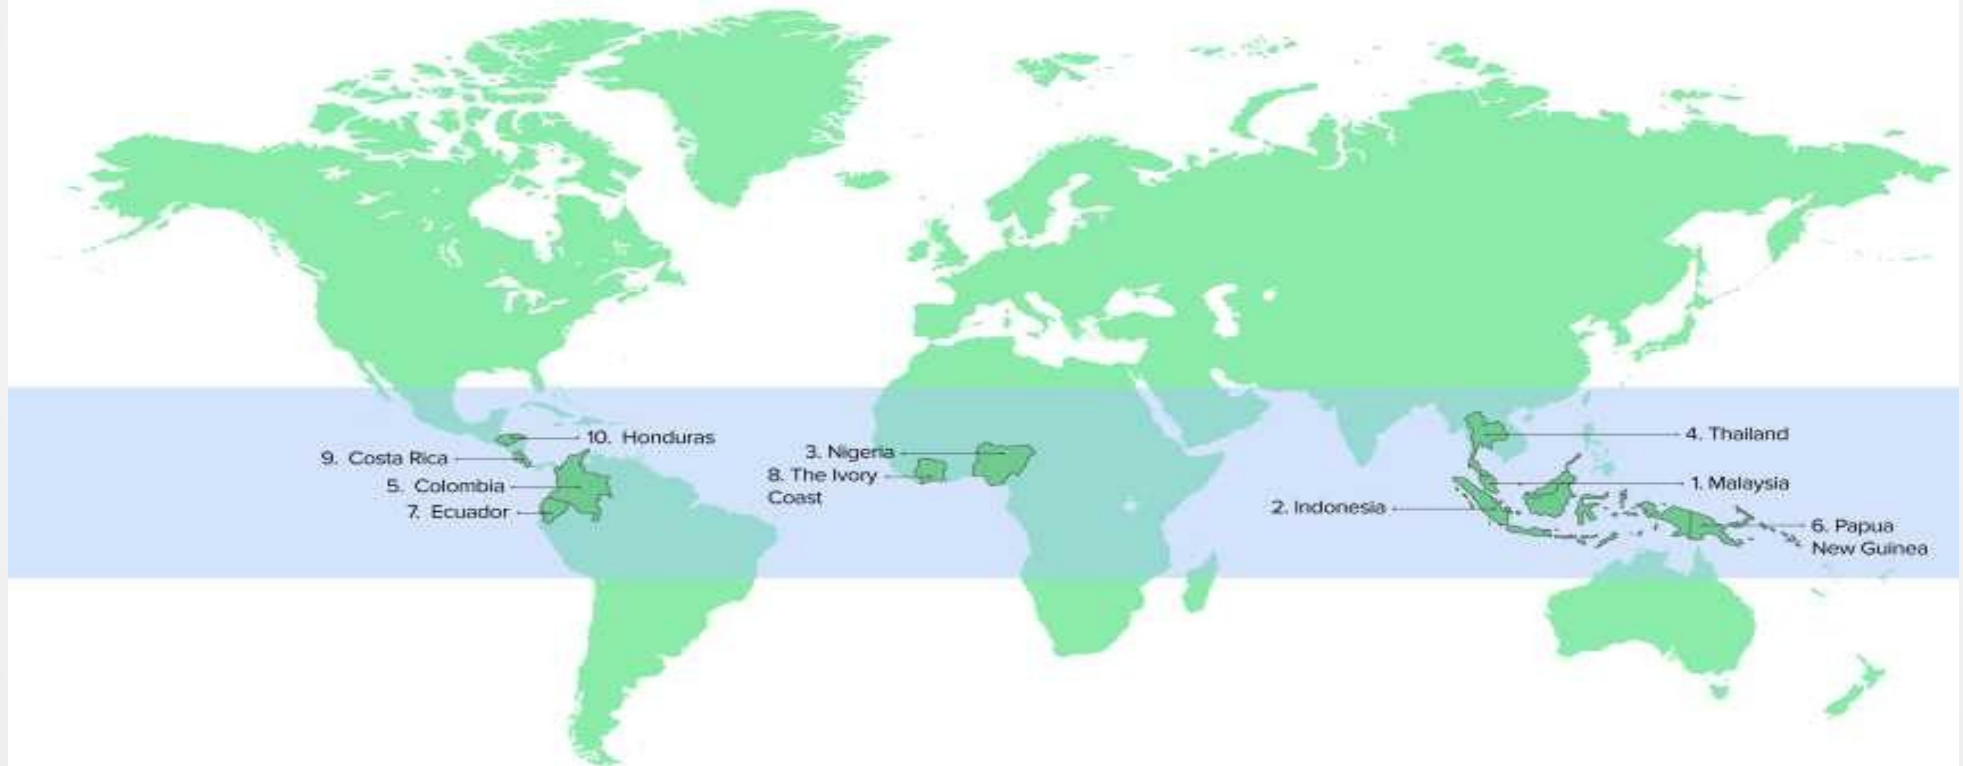 10. Honduras
9. Costa Rica
5. Colombia
7. Ecuador
3. Nigeria
8. The Ivory
Coast
4. Thailand
1. Malaysia
2. Indonesia
6. Papua
New Guinea